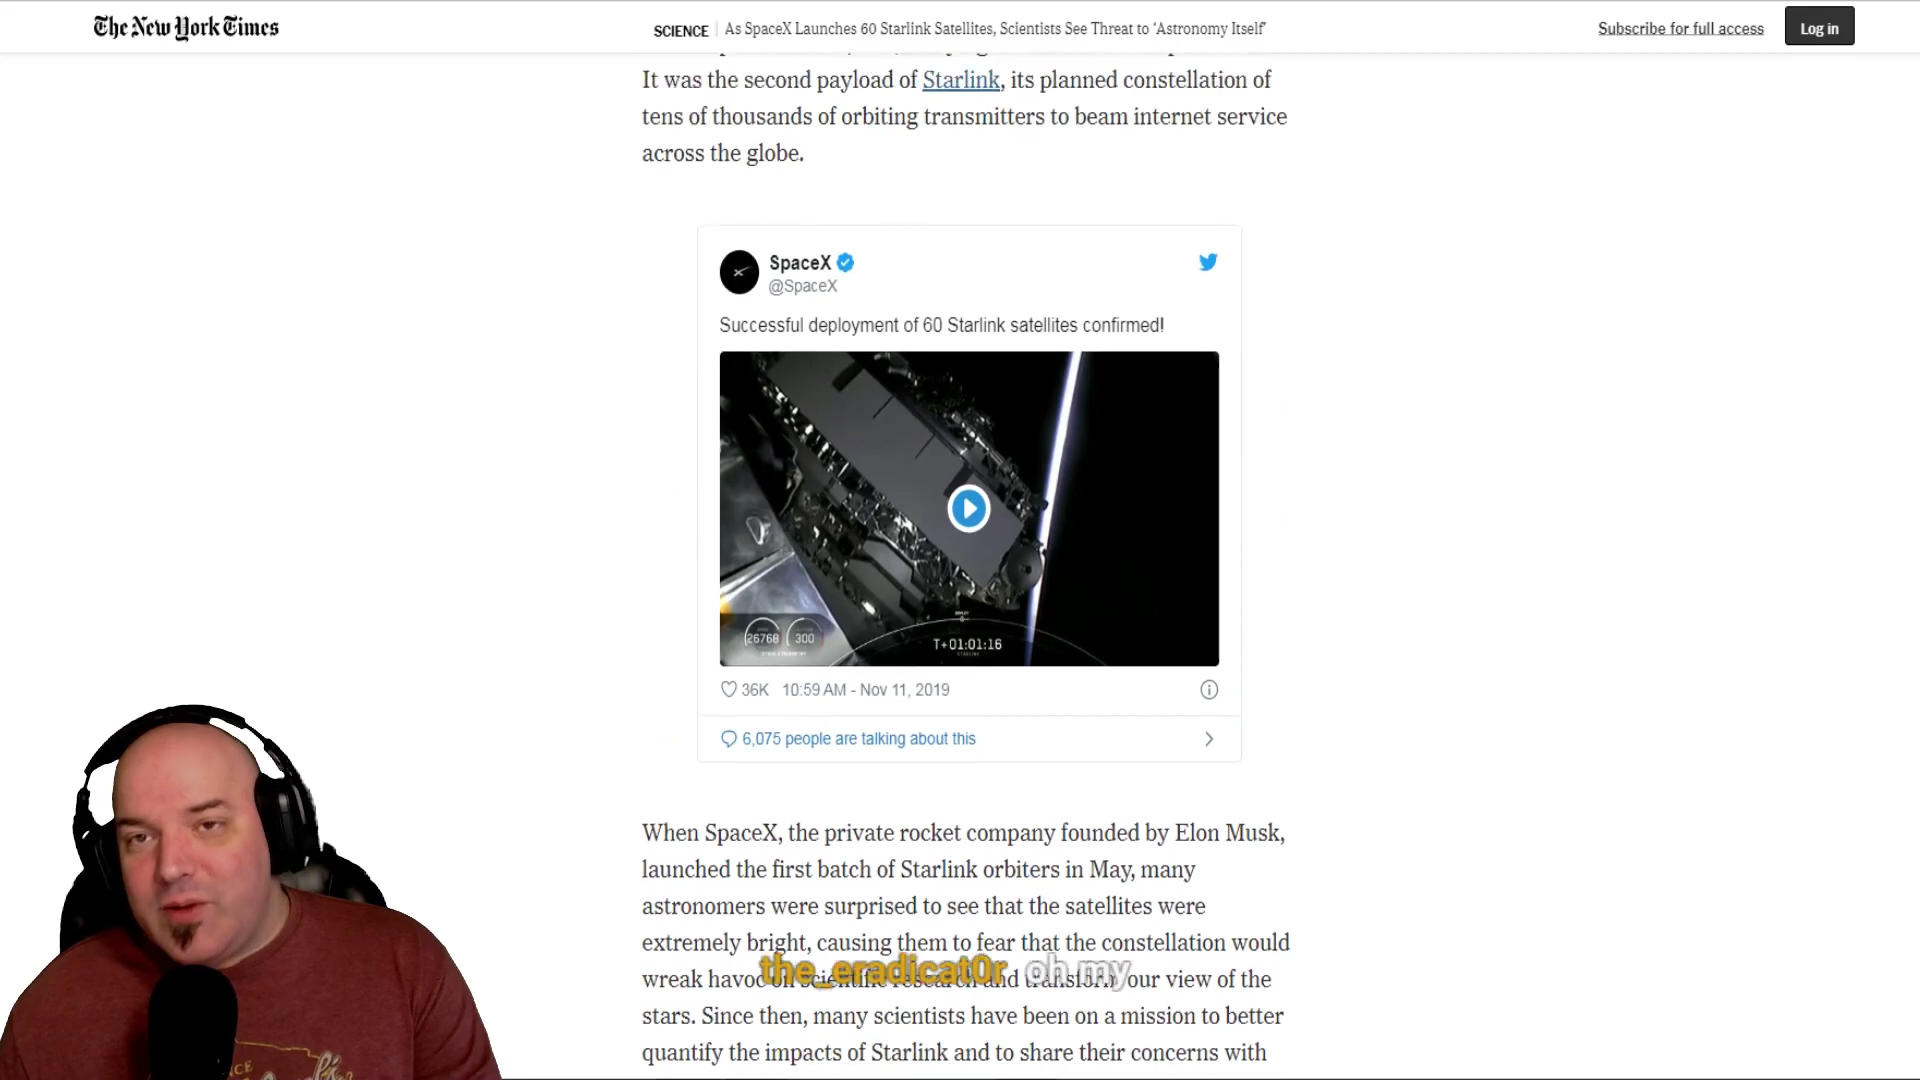 The New York Times
SCIENCE
As SpaceX Launches 60 Starlink Satellites, Scientists See Threat to ‘Astronomy Itself’
Subscribe for full access
Log in
It was the second payload of Starlink, its planned constellation of
tens of thousands of orbiting transmitters to beam internet service
across the globe.
SpaceX
@SpaceX
Successful deployment of 60 Starlink satellites confirmed!
26768
300
T+01:01:16
STARLINK
36K 10:59 AM - Nov 11, 2019
6,075 people are talking about this
When SpaceX, the private rocket company founded by Elon Musk,
launched the first batch of Starlink orbiters in May, many
astronomers were surprised to see that the satellites were
extremely bright, causing them to fear that the constellation would
wreak havoc on scientific research and transform our view of the
the_eradicat0r oh my
stars. Since then, many scientists have been on a mission to better
quantify the impacts of Starlink and to share their concerns with